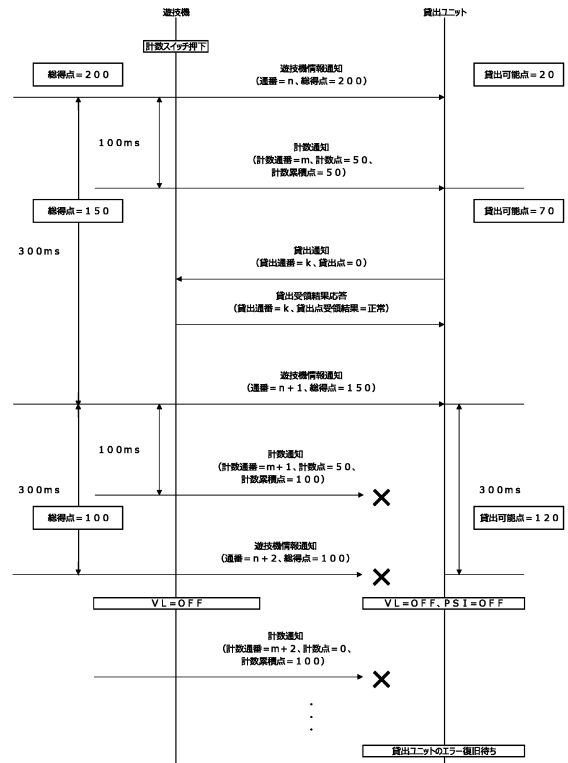 遊技機
貸出ユニット
計数スイッチ押下
総得点=200
遊技機情報通知
(通番=n、総得点=200)
貸出可能点=20
100ms
計数通知
(計数通番=m、計数点=50、
計数累積点=50)
総得点=150
貸出可能点=70
300ms
貸出通知
(貸出通番=k、貸出点=0)
貸出受領結果応答
(貸出通番=k、貸出点受領結果=正常)
遊技機情報通知
(通番=n+1、総得点=150)
100ms
計数通知
(計数通番=m+1、計数点=50、
計数累積点=100)
300ms
300ms
総得点=100
貸出可能点=120
遊技機情報通知
(通番=n+2、総得点=100)
VL=OFF
VL=OFF、PSI=OFF
計数通知
(計数通番=m+2、計数点=0、
計数累積点=100)
貸出ユニットのエラー復旧待ち